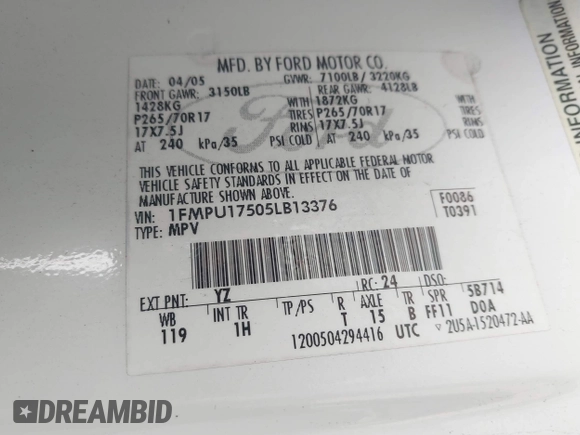 MFD. BY FORD MOTOR CO.
DATE: 04/05 GVWR: 7100LB/ 3220KG
FRONT GAWR: 3150LB REAR GAWR: 4128LB
1428KG 1872KG
P265/70R17 TIRES P265/70R17 TIRES
17X7.5J RIMS 17X7.5J RIMS
AT 240 kPa/35 PSI COLD AT 240 kPa/35 PSI COLD
Ford
THIS VEHICLE CONFORMS TO ALL APPLICABLE FEDERAL MOTOR
VEHICLE SAFETY STANDARDS IN EFFECT ON THE DATE OF
MANUFACTURE SHOWN ABOVE.
VIN: 1FMPU17505LB13376 F0086
TYPE: MPV T0391
RC: 24 DSO:
EXT PNT: YZ 5B714
WB INT TR TP/PS R AXLE TR SPR D0A
119 1H T 15 B FF11
1200504294416 UTC 2U5A-1520472-AA
INFORMATION
INFORMATION
DREAMBID